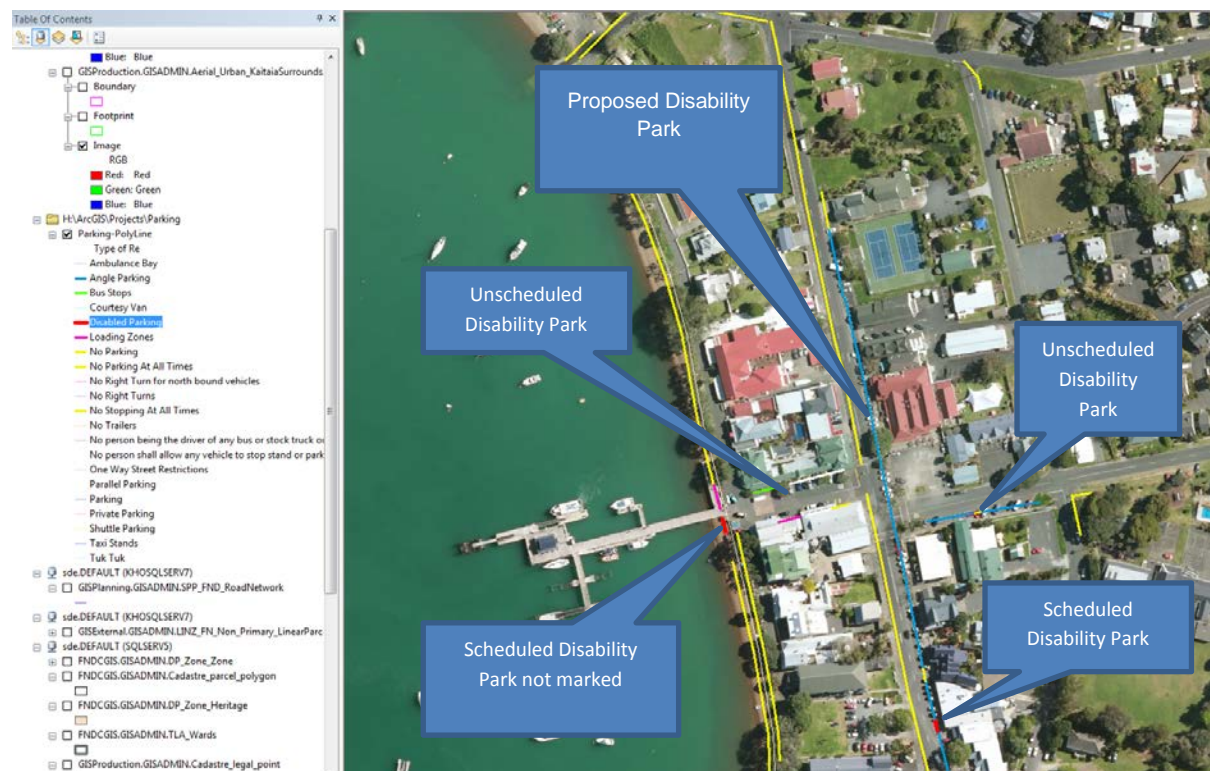 Table Of Contents
Blue: Blue
GISProduction.GISADMIN.Aerial_Urban_KaitaiaSurrounds
Boundary
Footprint
Image
RGB
Red: Red
Green: Green
Blue: Blue
H:\ArcGIS\Projects\Parking
Parking-PolyLine
Type of Re
Ambulance Bay
Angle Parking
Bus Stops
Courtesy Van
Disabled Parking
Loading Zones
No Parking
No Parking At All Times
No Right Turn for north bound vehicles
No Right Turns
No Stopping At All Times
No Trailers
No person being the driver of any bus or stock truck or
No person shall allow any vehicle to stop stand or park
One Way Street Restrictions
Parallel Parking
Parking
Private Parking
Shuttle Parking
Taxi Stands
Tuk Tuk
sde.DEFAULT (KHOSQLSERV7)
GISPlanning.GISADMIN.SPP_FND_RoadNetwork
sde.DEFAULT (KHOSQLSERV7)
GISExternal.GISADMIN.LINZ_FN_Non_Primary_LinearParc
sde.DEFAULT (SQLSERV5)
FNDCGIS.GISADMIN.DP_Zone_Zone
FNDCGIS.GISADMIN.Cadastre_parcel_polygon
FNDCGIS.GISADMIN.DP_Zone_Heritage
FNDCGIS.GISADMIN.TLA_Wards
GISProduction.GISADMIN.Cadastre_legal_point
Proposed Disability
Park
Unscheduled
Disability Park
Unscheduled
Disability
Park
Scheduled Disability
Park not marked
Scheduled
Disability Park